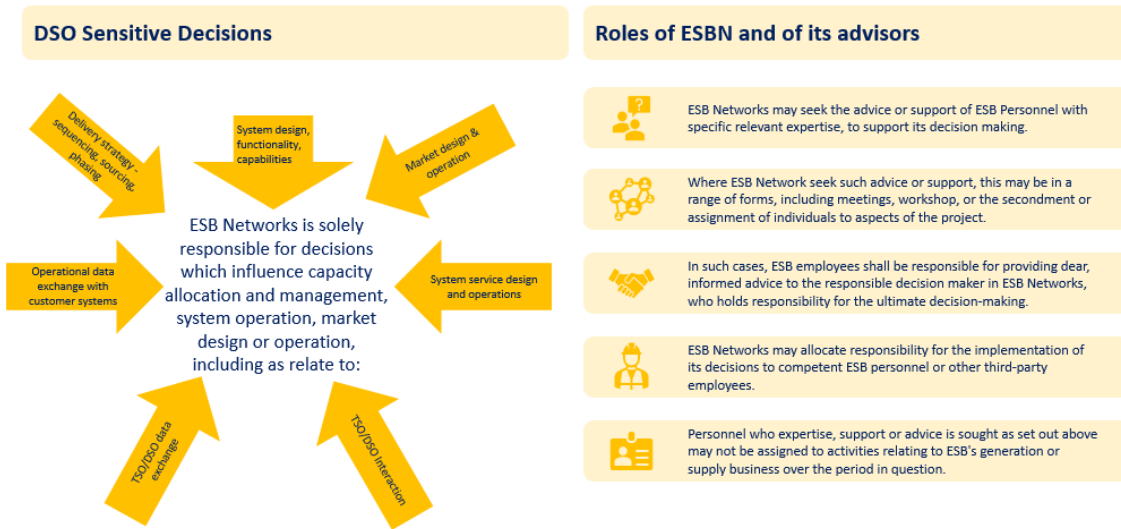 DSO Sensitive Decisions
Delivery strategy -
sequencing, sourcing,
phasing
System design,
functionality,
capabilities
Market design &
operation
Operational data
exchange with
customer systems
ESB Networks is solely
responsible for decisions
which influence capacity
allocation and management,
system operation, market
design or operation,
including as relate to:
System service design
and operations
TSO/DSO data
exchange
TSO/DSO Interaction
Roles of ESBN and of its advisors
?
ESB Networks may seek the advice or support of ESB Personnel with
specific relevant expertise, to support its decision making.
Where ESB Network seek such advice or support, this may be in a
range of forms, including meetings, workshop, or the secondment or
assignment of individuals to aspects of the project.
In such cases, ESB employees shall be responsible for providing dear,
informed advice to the responsible decision maker in ESB Networks,
who holds responsibility for the ultimate decision-making.
ESB Networks may allocate responsibility for the implementation of
its decisions to competent ESB personnel or other third-party
employees.
Personnel who expertise, support or advice is sought as set out above
may not be assigned to activities relating to ESB's generation or
supply business over the period in question.